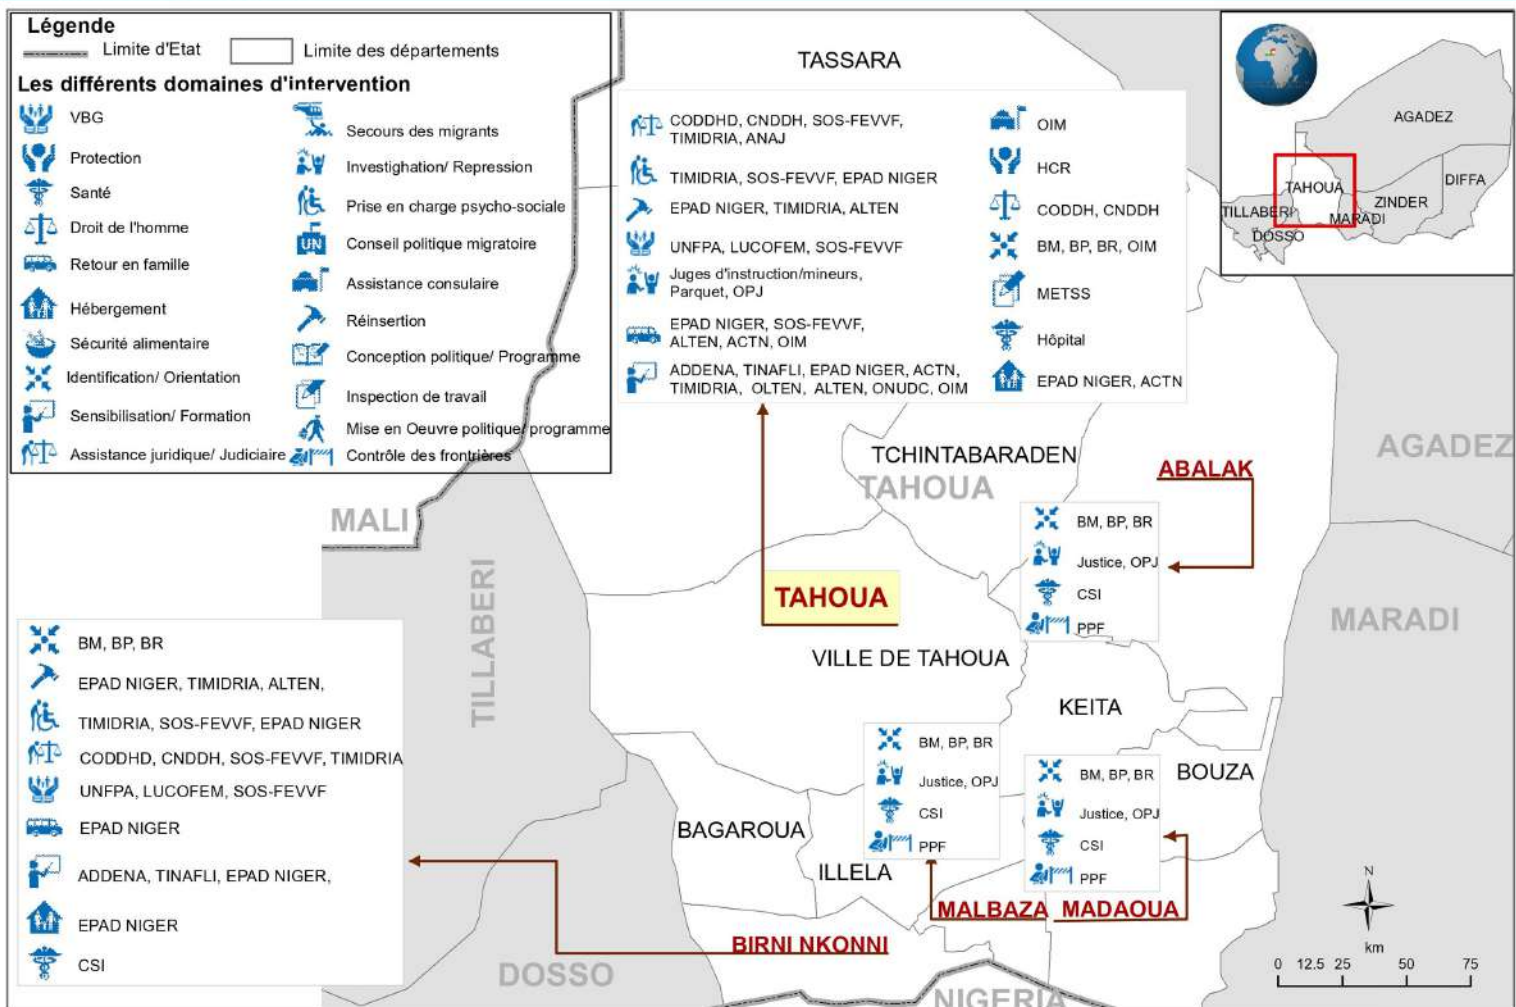 Légende
Limite d'Etat
Limite des départements
Les différents domaines d'intervention
VBG
Protection
Santé
Droit de l'homme
Retour en famille
Hébergement
Sécurité alimentaire
Identification/ Orientation
Sensibilisation/ Formation
Assistance juridique/ Judiciaire
Secours des migrants
Investighation/ Repression
Prise en charge psycho-sociale
UN
Conseil politique migratoire
Assistance consulaire
Réinsertion
Conception politique/ Programme
Inspection de travail
Mise en Oeuvre politique/ programme
Contrôle des frontrières
TASSARA
CODDHD, CNDDH, SOS-FEVVF,
TIMIDRIA, ANAJ
TIMIDRIA, SOS-FEVVF, EPAD NIGER
EPAD NIGER, TIMIDRIA, ALTEN
UNFPA, LUCOFEM, SOS-FEVVF
Juges d'instruction/mineurs,
Parquet, OPJ
EPAD NIGER, SOS-FEVVF,
ALTEN, ACTN, OIM
ADDENA, TINAFLI, EPAD NIGER, ACTN,
TIMIDRIA, OLTEN, ALTEN, ONUDC, OIM
OIM
HCR
CODDH, CNDDH
BM, BP, BR, OIM
METSS
Hôpital
EPAD NIGER, ACTN
AGADEZ
TAHOUA
DIFFA
ZINDER
TILLABERI
MARADI
DOSSO
TCHINTABARADEN
TAHOUA
ABALAK
AGADEZ
MALI
BM, BP, BR
Justice, OPJ
CSI
PPF
TILLABERI
TAHOUA
MARADI
VILLE DE TAHOUA
KEITA
BM, BP, BR
EPAD NIGER, TIMIDRIA, ALTEN,
TIMIDRIA, SOS-FEVVF, EPAD NIGER
CODDHD, CNDDH, SOS-FEVVF, TIMIDRIA
UNFPA, LUCOFEM, SOS-FEVVF
EPAD NIGER
ADDENA, TINAFLI, EPAD NIGER,
EPAD NIGER
CSI
BM, BP, BR
Justice, OPJ
CSI
PPF
BM, BP, BR
Justice, OPJ
CSI
PPF
BOUZA
BAGAROUA
ILLELA
MALBAZA
MADAOUA
BIRNI NKONNI
DOSSO
NIGERIA
N
km
0 12.5 25 50 75